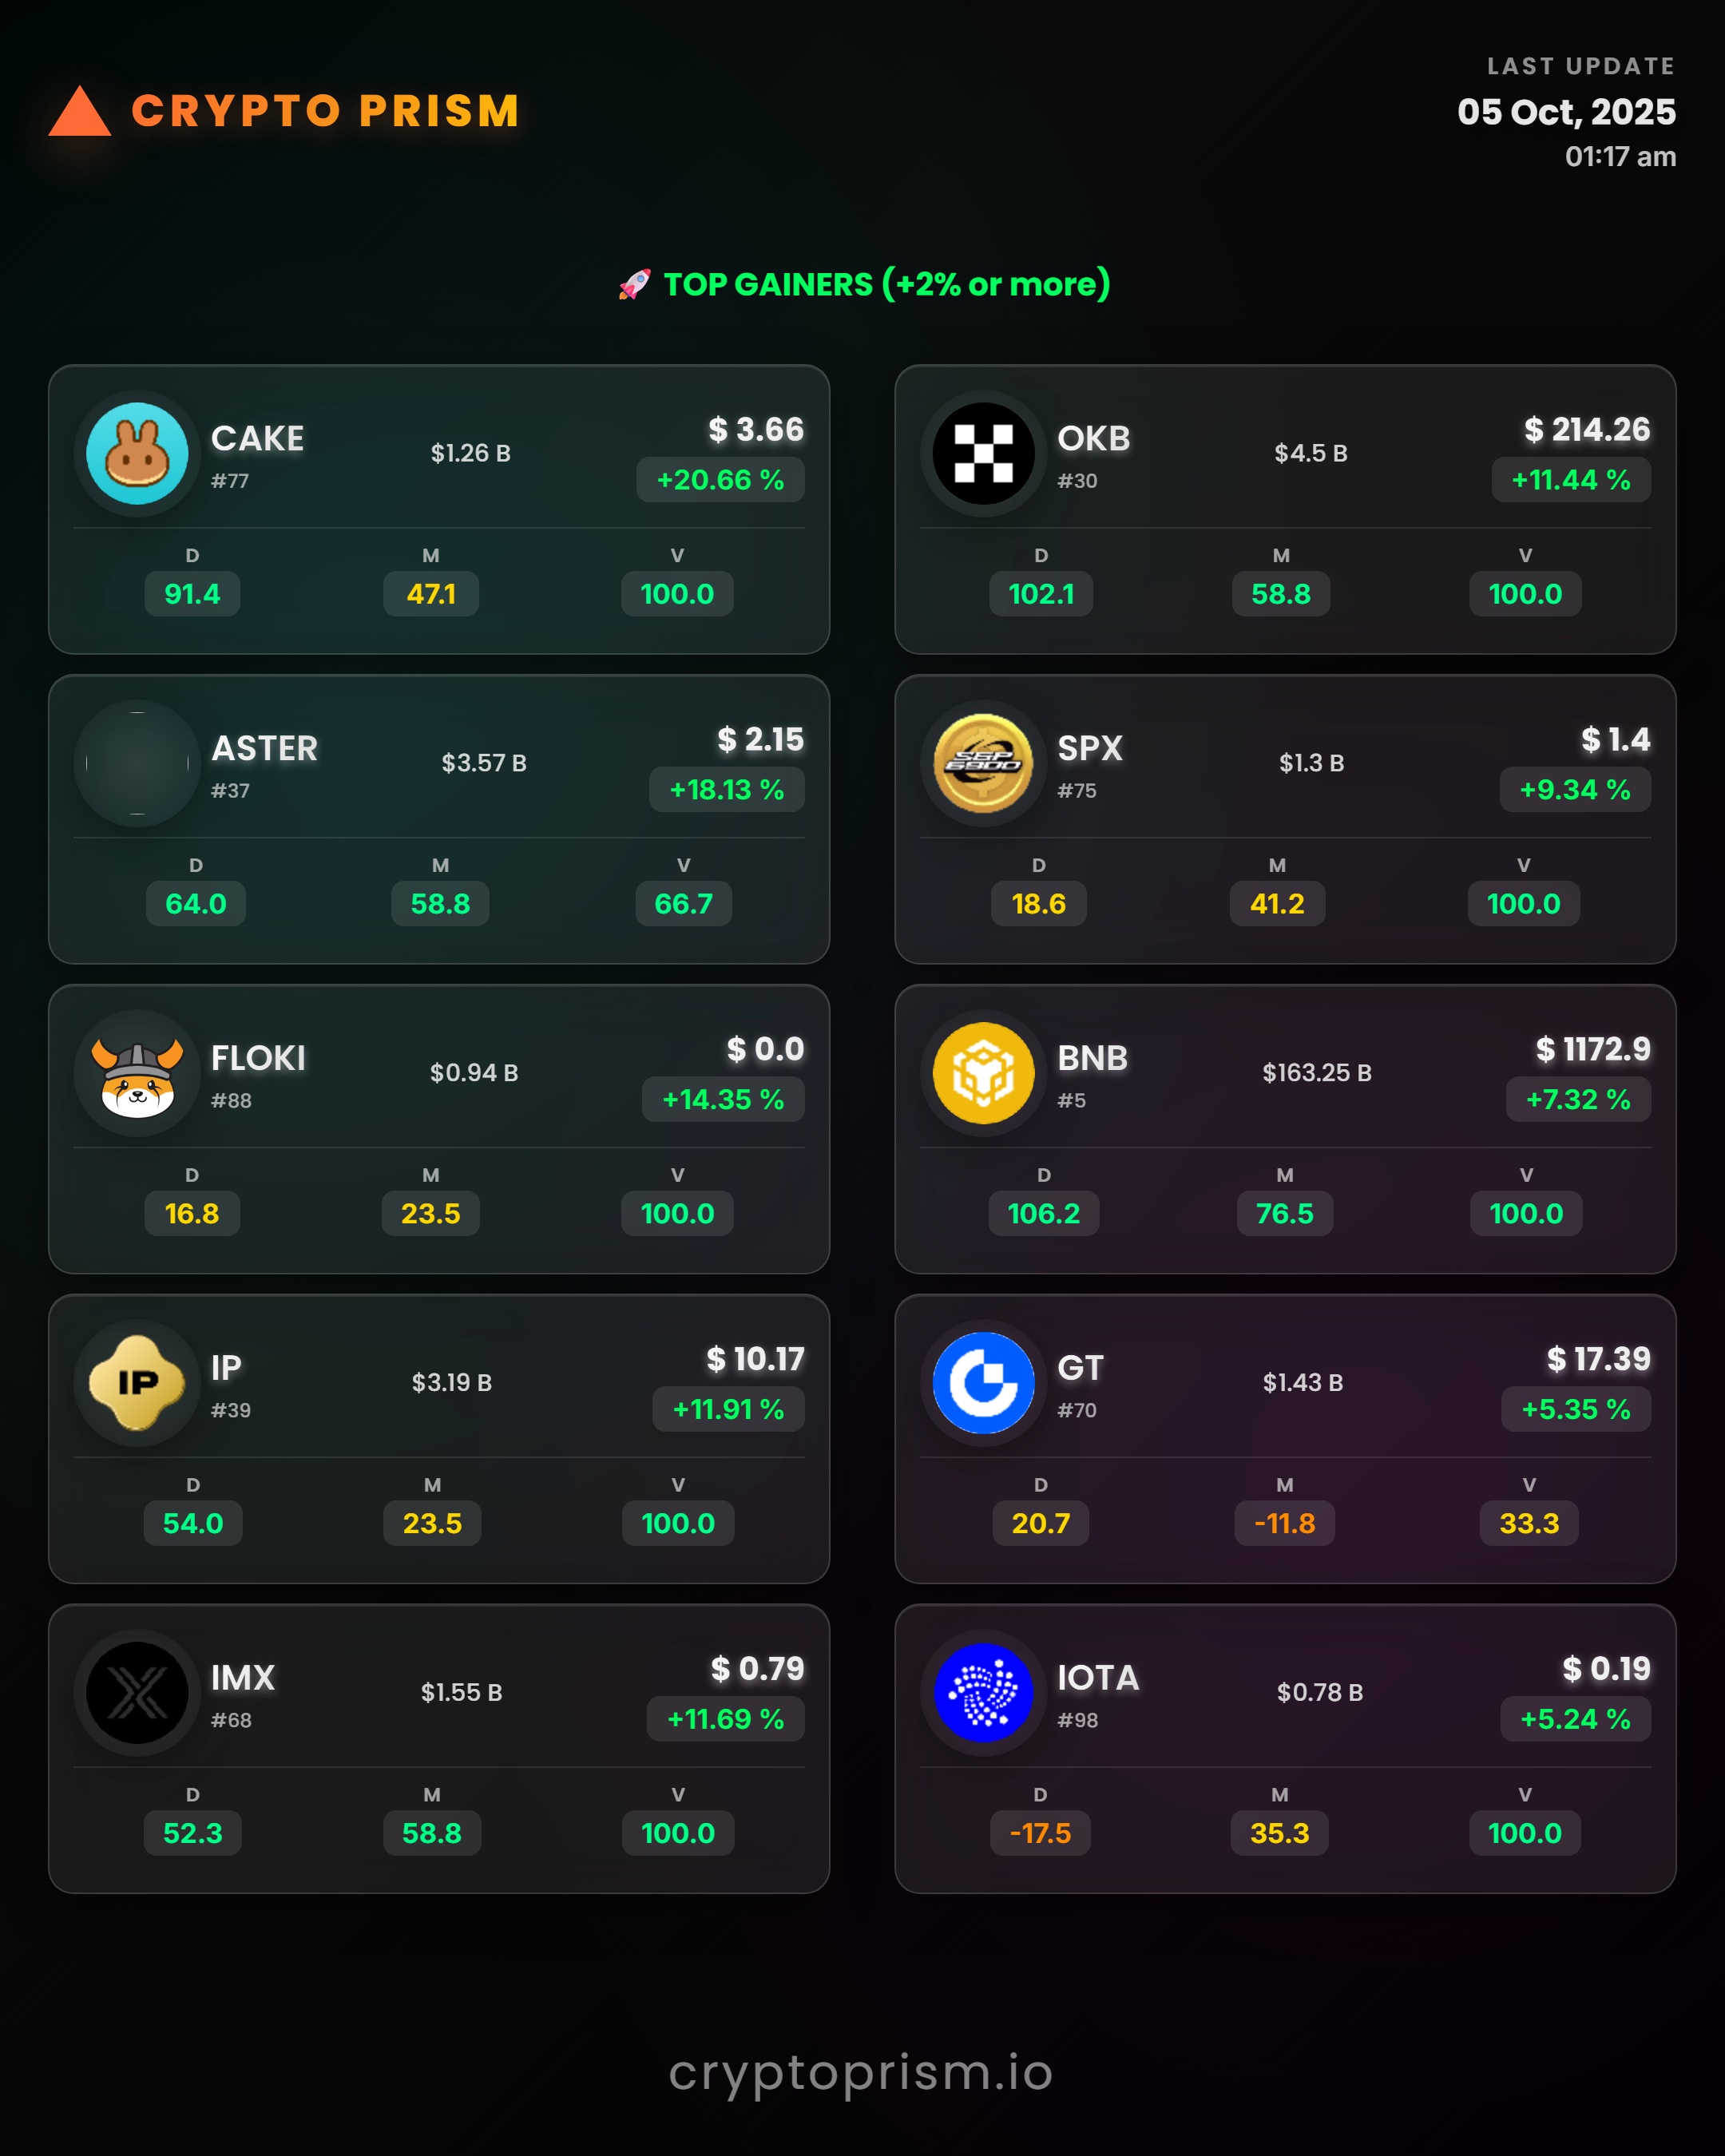 CRYPTO PRISM
LAST UPDATE
05 Oct, 2025
01:17 am
🚀 TOP GAINERS (+2% or more)
CAKE
#77
$1.26 B
$ 3.66
+20.66 %
D M V
91.4 47.1 100.0
OKB
#30
$4.5 B
$ 214.26
+11.44 %
D M V
102.1 58.8 100.0
ASTER
#37
$3.57 B
$ 2.15
+18.13 %
D M V
64.0 58.8 66.7
SPX
#75
$1.3 B
$ 1.4
+9.34 %
D M V
18.6 41.2 100.0
FLOKI
#88
$0.94 B
$ 0.0
+14.35 %
D M V
16.8 23.5 100.0
BNB
#5
$163.25 B
$ 1172.9
+7.32 %
D M V
106.2 76.5 100.0
IP
IP
#39
$3.19 B
$ 10.17
+11.91 %
D M V
54.0 23.5 100.0
GT
#70
$1.43 B
$ 17.39
+5.35 %
D M V
20.7 -11.8 33.3
IMX
#68
$1.55 B
$ 0.79
+11.69 %
D M V
52.3 58.8 100.0
IOTA
#98
$0.78 B
$ 0.19
+5.24 %
D M V
-17.5 35.3 100.0
cryptoprism.io